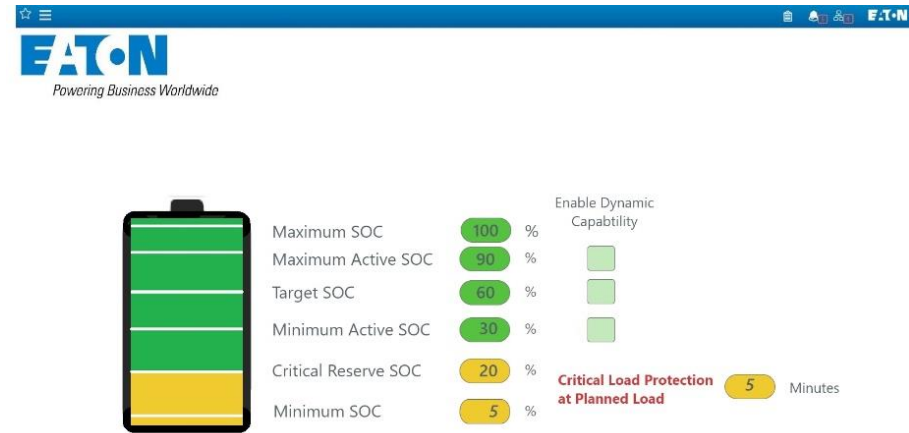 EATON
EATON
Powering Business Worldwide
Enable Dynamic
Capabtility
Maximum SOC 100 %
Maximum Active SOC 90 %
Target SOC 60 %
Minimum Active SOC 30 %
Critical Reserve SOC 20 %
Critical Load Protection
at Planned Load 5 Minutes
Minimum SOC 5 %